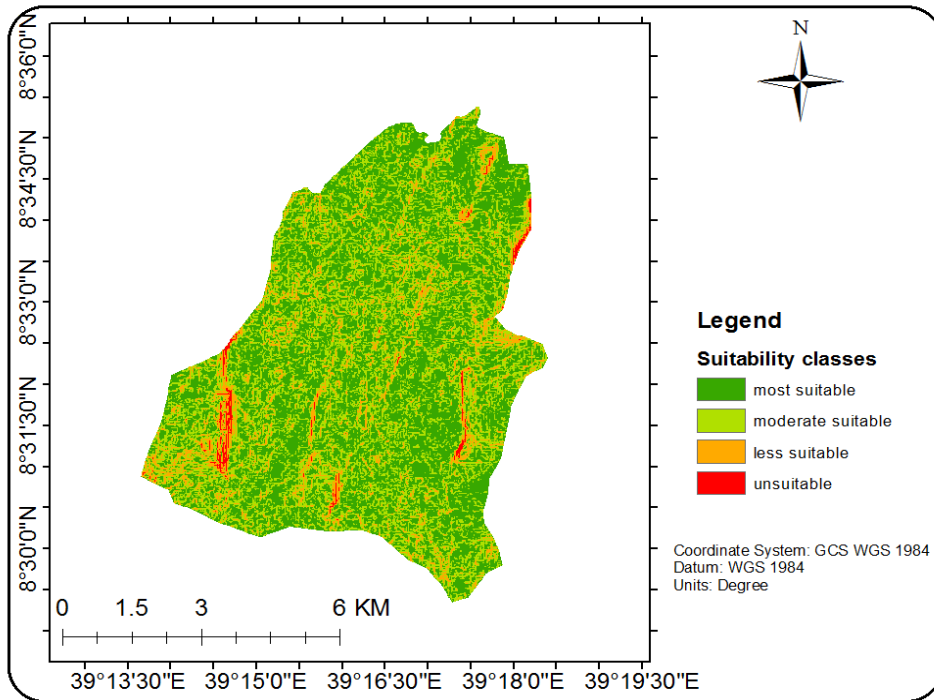 N
8°36'0"N
8°34'30"N
8°33'0"N
8°31'30"N
8°30'0"N
Legend
Suitability classes
most suitable
moderate suitable
less suitable
unsuitable
Coordinate System: GCS WGS 1984
Datum: WGS 1984
Units: Degree
0 1.5 3 6 KM
39°13'30"E 39°15'0"E 39°16'30"E 39°18'0"E 39°19'30"E